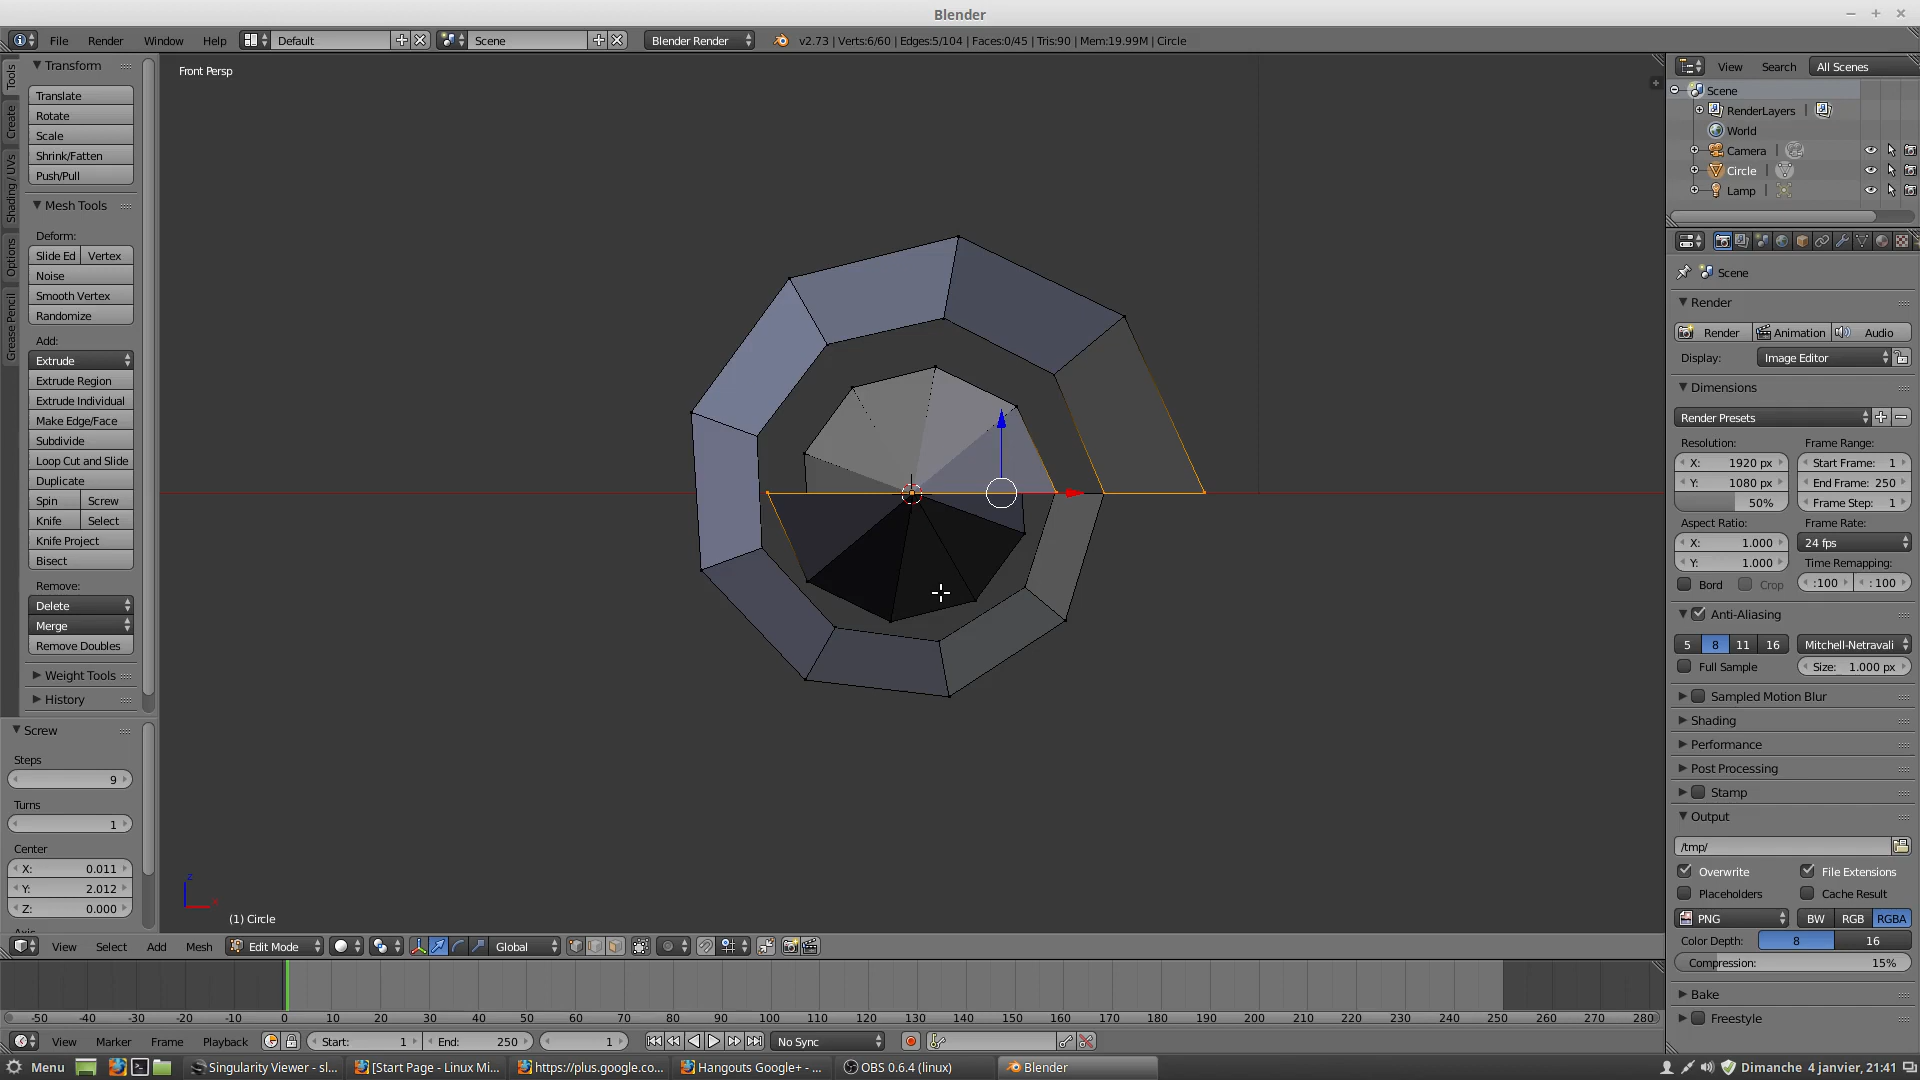 Blender
File Render Window Help Default Scene Blender Render v2.73 | Verts:6/60 | Edges:5/104 | Faces:0/45 | Tris:90 | Mem:19.99M | Circle
Tools
Create
Shading / UVs
Options
Grease Pencil
Transform
Translate
Rotate
Scale
Shrink/Fatten
Push/Pull
Mesh Tools
Deform:
Slide Ed Vertex
Noise
Smooth Vertex
Randomize
Add:
Extrude
Extrude Region
Extrude Individual
Make Edge/Face
Subdivide
Loop Cut and Slide
Duplicate
Spin Screw
Knife Select
Knife Project
Bisect
Remove:
Delete
Merge
Remove Doubles
Weight Tools
History
Screw
Steps
9
Turns
1
Center
X: 0.011
Y: 2.012
Z: 0.000
Front Persp
z
x
(1) Circle
View Select Add Mesh Edit Mode Global
View Search All Scenes
Scene
RenderLayers |
World
Camera |
Circle |
Lamp |
Scene
Render
Render Animation Audio
Display: Image Editor
Dimensions
Render Presets
Resolution: Frame Range:
X: 1920 px Start Frame: 1
Y: 1080 px End Frame: 250
50% Frame Step: 1
Aspect Ratio: Frame Rate:
X: 1.000 24 fps
Y: 1.000 Time Remapping:
Bord Crop :100 : 100
Anti-Aliasing
5 8 11 16 Mitchell-Netravali
Full Sample Size: 1.000 px
Sampled Motion Blur
Shading
Performance
Post Processing
Stamp
Output
/tmp/
Overwrite File Extensions
Placeholders Cache Result
PNG BW RGB RGBA
Color Depth: 8 16
Compression: 15%
Bake
Freestyle
-50 -40 -30 -20 -10 0 10 20 30 40 50 60 70 80 90 100 110 120 130 140 150 160 170 180 190 200 210 220 230 240 250 260 270 280
View Marker Frame Playback Start: 1 End: 250 1 No Sync
Menu Singularity Viewer - sl... [Start Page - Linux Mi... https://plus.google.co... Hangouts Google+ - ... OBS 0.6.4 (linux) Blender Dimanche 4 janvier, 21:41